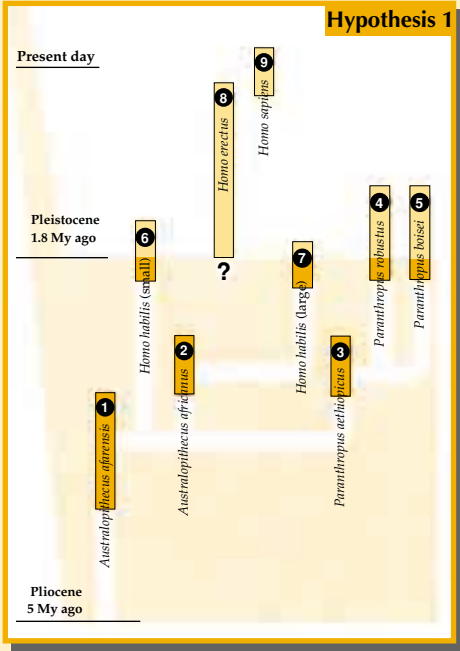 Hypothesis 1
Present day
9
Homo sapiens
8
Homo erectus
?
Pleistocene
1.8 My ago
6
Homo habilis (small)
7
Homo habilis (large)
4
Paranthropus robustus
5
Paranthropus boisei
2
Australopithecus africanus
3
Paranthropus aethiopicus
1
Australopithecus afarensis
Pliocene
5 My ago